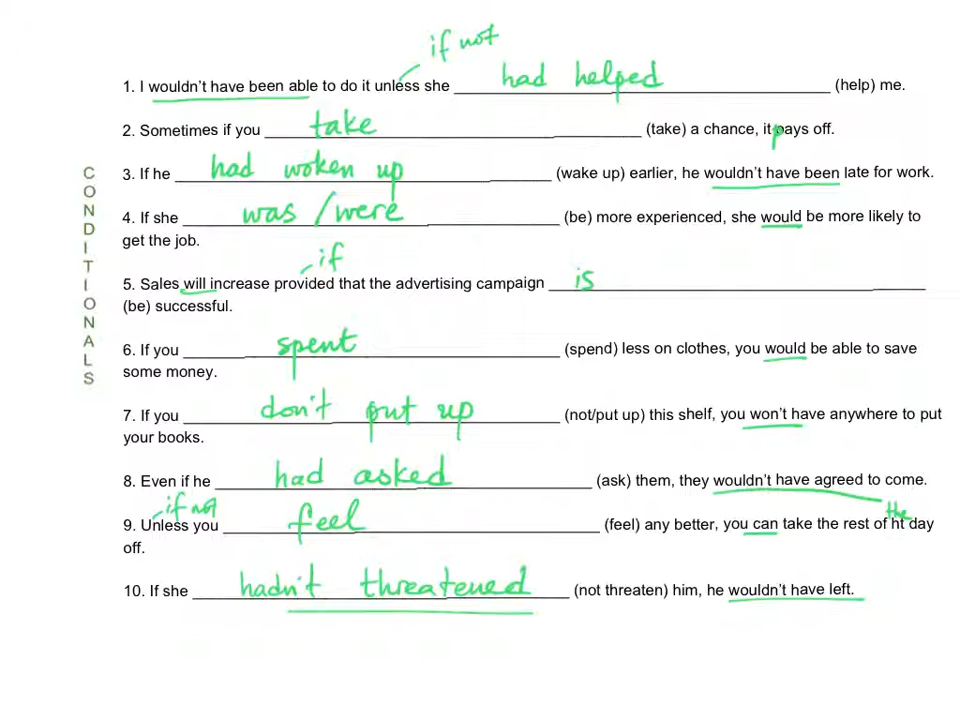 if not
1. I wouldn't have been able to do it unless she had helped (help) me.
2. Sometimes if you take (take) a chance, it pays off.
3. If he had woken up (wake up) earlier, he wouldn't have been late for work.
4. If she was / were (be) more experienced, she would be more likely to
get the job.
if
5. Sales will increase provided that the advertising campaign is
(be) successful.
6. If you spent (spend) less on clothes, you would be able to save
some money.
7. If you don't put up (not/put up) this shelf, you won't have anywhere to put
your books.
8. Even if he had asked (ask) them, they wouldn't have agreed to come.
if not
the
9. Unless you feel (feel) any better, you can take the rest of ht day
off.
10. If she hadn't threatened (not threaten) him, he wouldn't have left.
CONDITIONALS